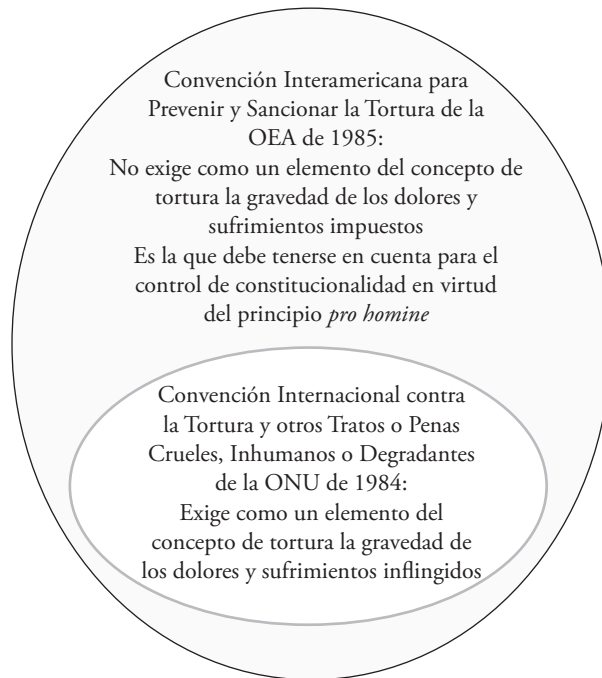 Convención Interamericana para
Prevenir y Sancionar la Tortura de la
OEA de 1985:
No exige como un elemento del concepto de
tortura la gravedad de los dolores y
sufrimientos impuestos
Es la que debe tenerse en cuenta para el
control de constitucionalidad en virtud
del principio pro homine
Convención Internacional contra
la Tortura y otros Tratos o Penas
Crueles, Inhumanos o Degradantes
de la ONU de 1984:
Exige como un elemento del
concepto de tortura la gravedad de
los dolores y sufrimientos inflingidos